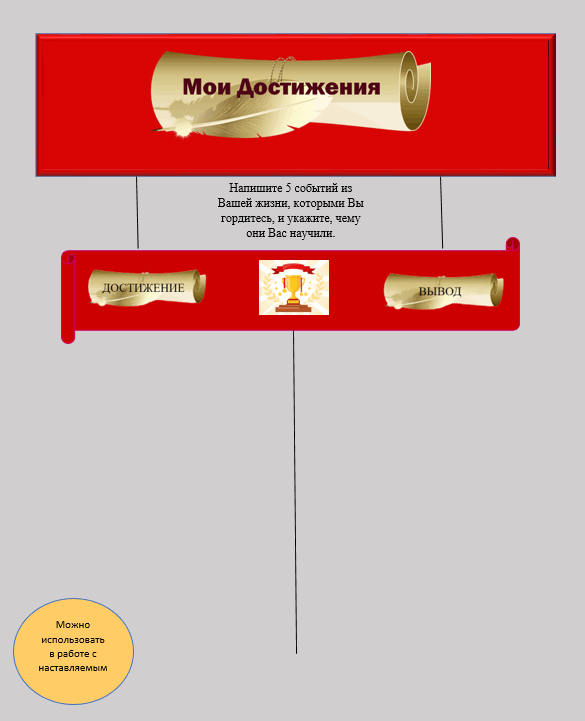 Мои Достижения
Напишите 5 событий из
Вашей жизни, которыми Вы
гордитесь, и укажите, чему
они Вас научили.
ДОСТИЖЕНИЕ
ВЫВОД
Можно
использовать
в работе с
наставляемым